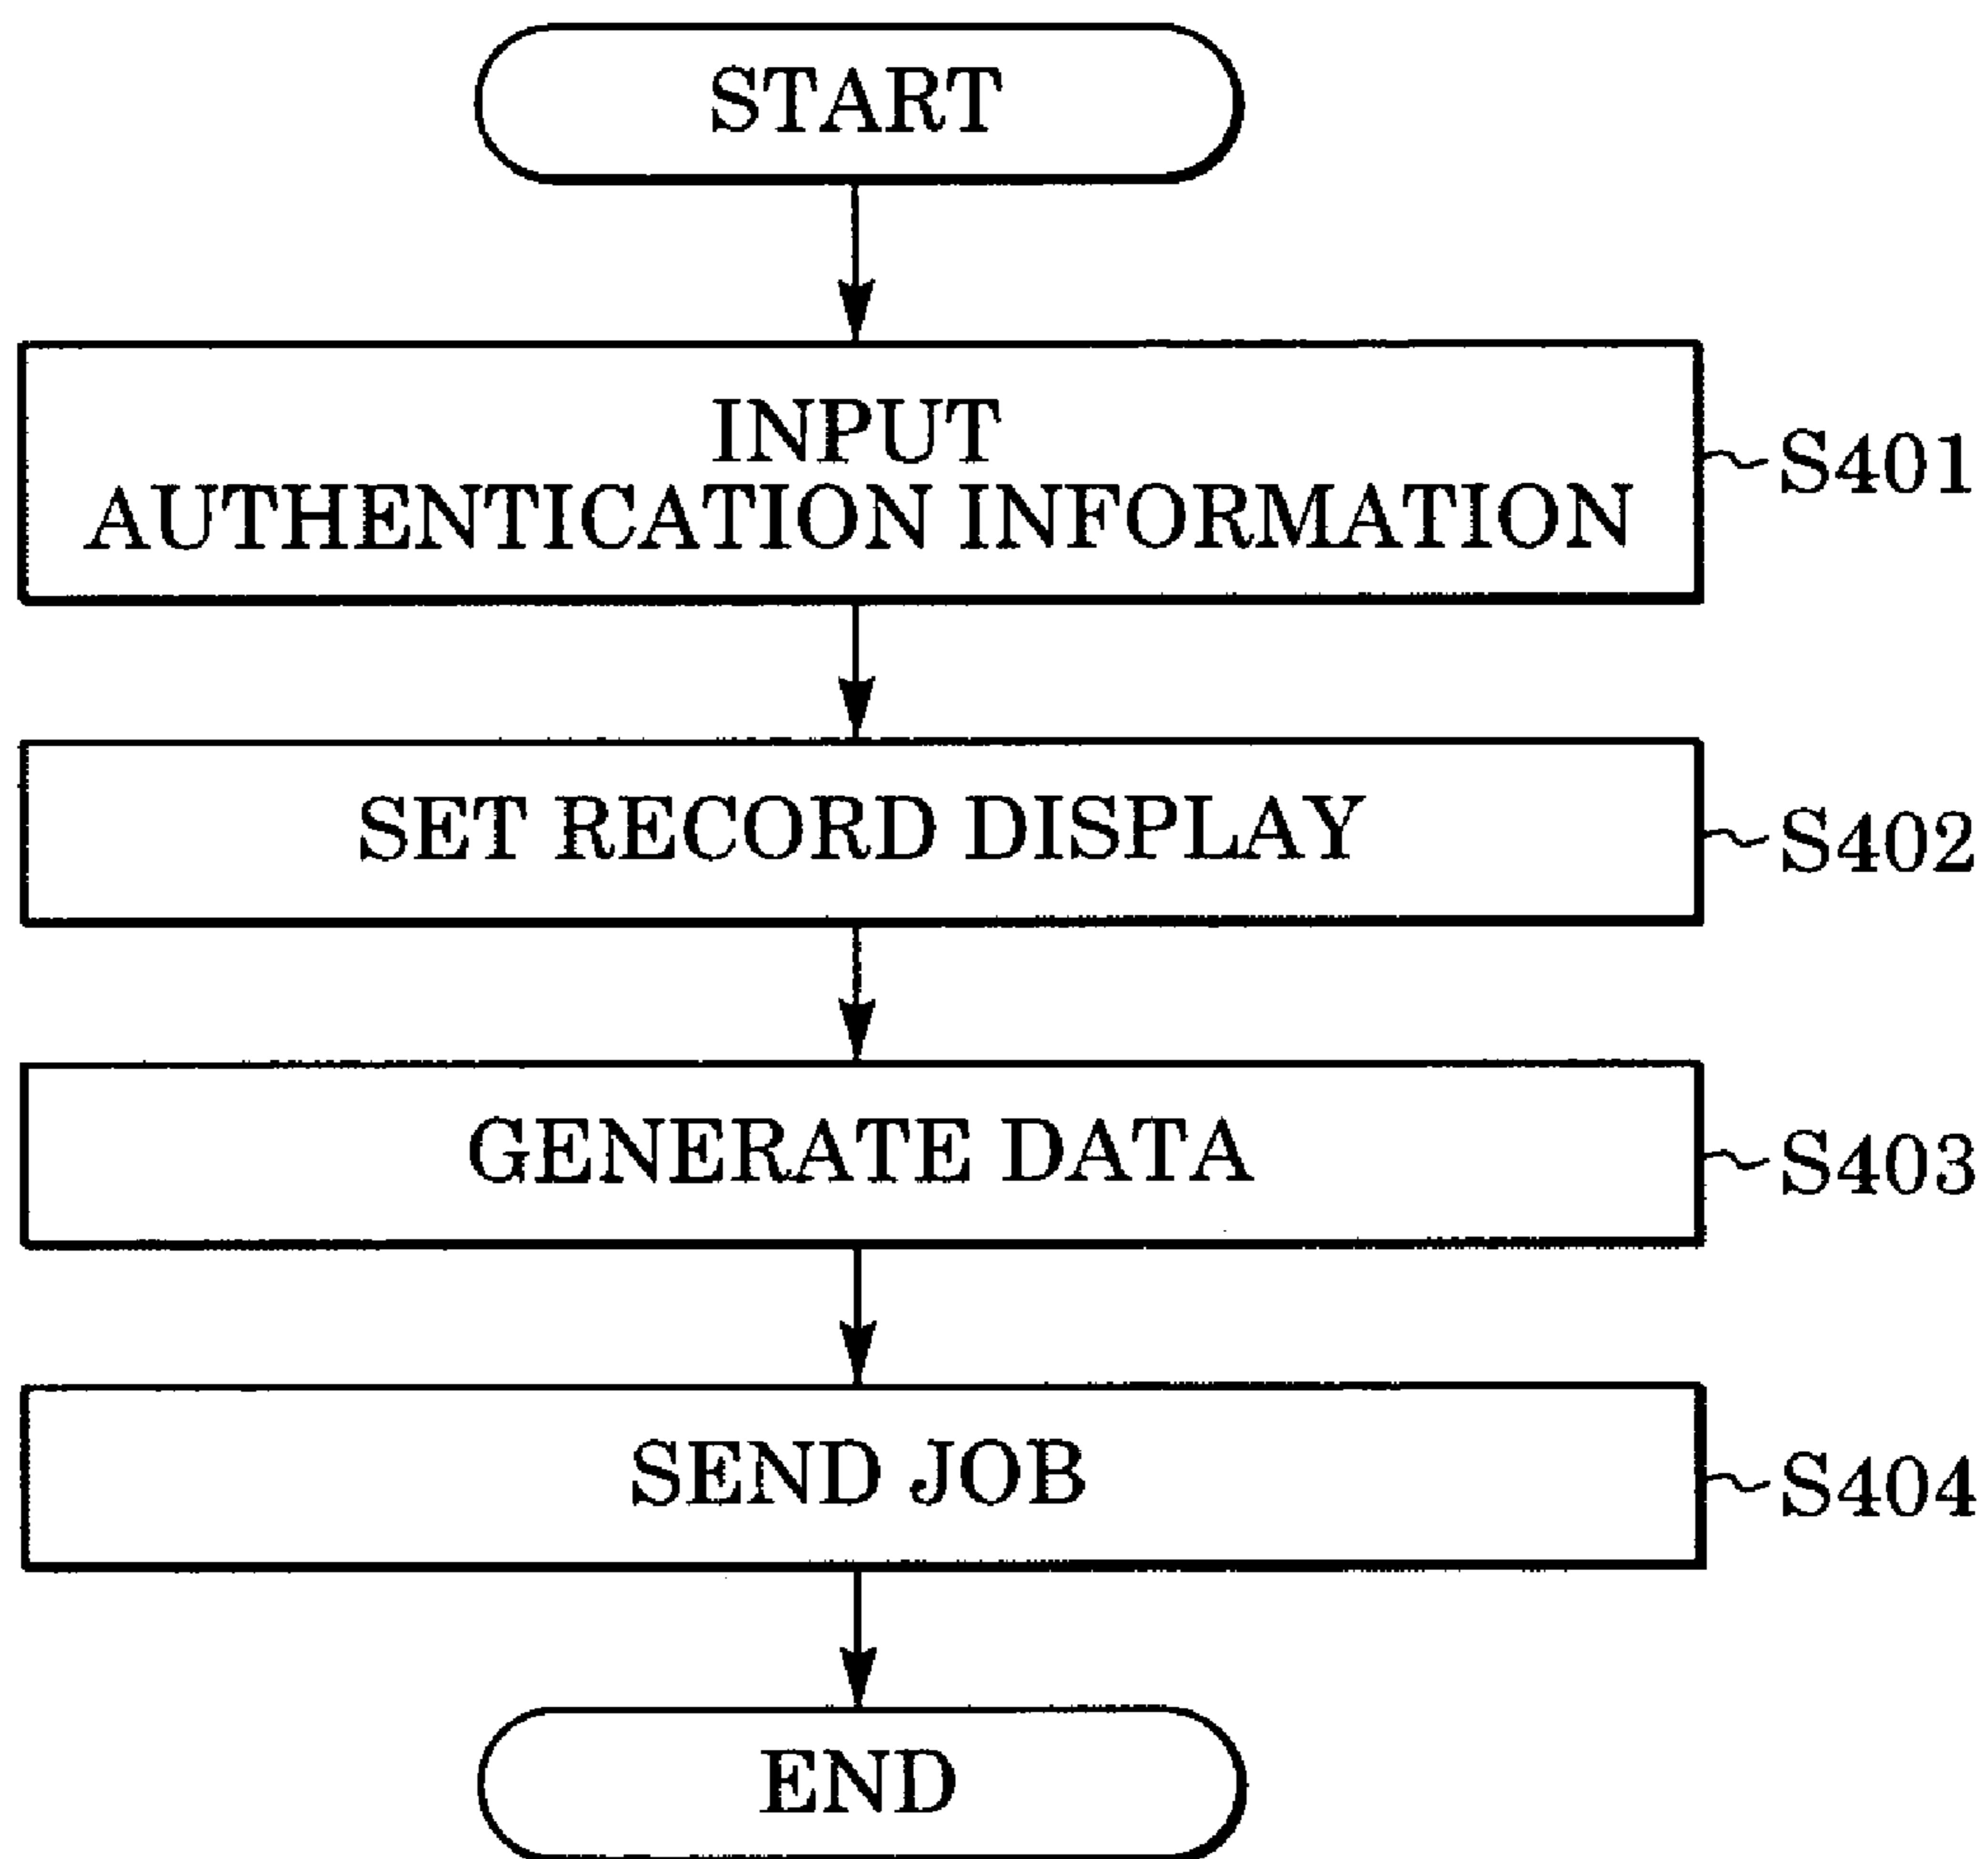 START
INPUT
AUTHENTICATION INFORMATION
S401
SET RECORD DISPLAY
S402
GENERATE DATA
S403
SEND JOB
S404
END